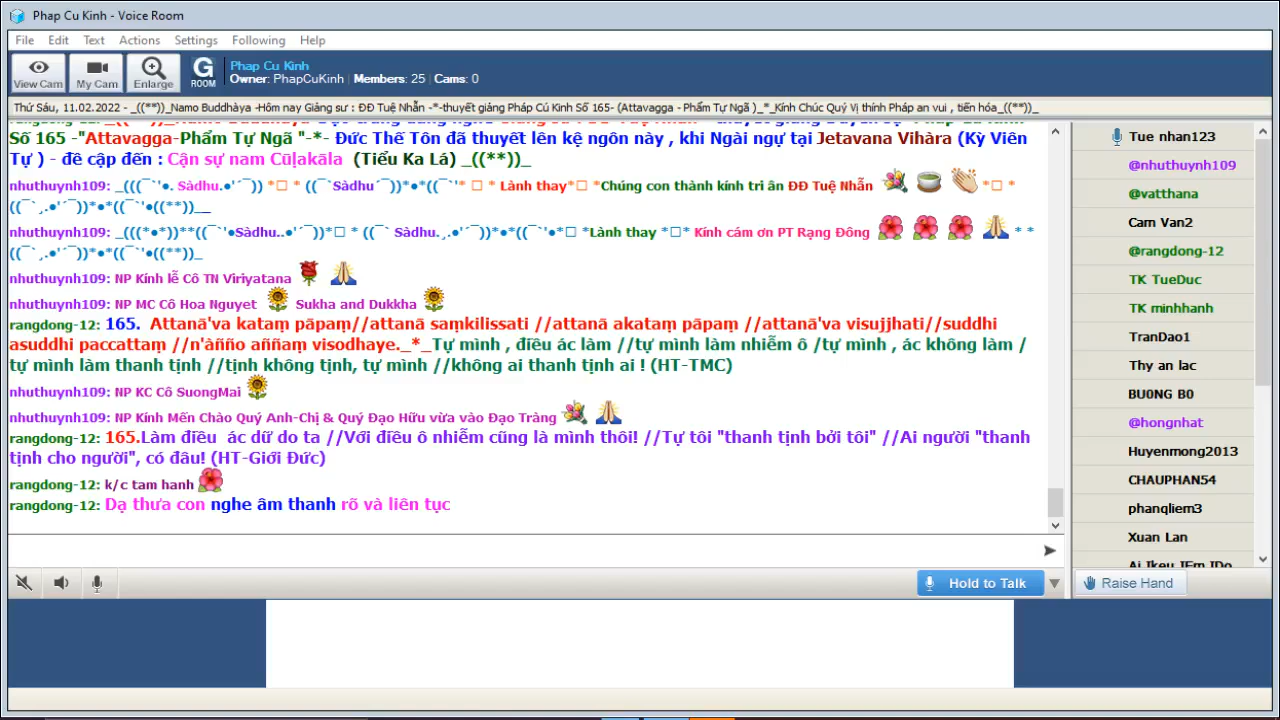 Phap Cu Kinh - Voice Room
File Edit Text Actions Settings Following Help
View Cam My Cam Enlarge G ROOM
Phap Cu Kinh
Owner: PhapCuKinh | Members: 25 | Cams: 0
Thứ Sáu, 11.02.2022 - _((**))_Namo Buddhàya -Hôm nay Giảng sư : ĐĐ Tuệ Nhẫn -*-thuyết giảng Pháp Cú Kinh Số 165- (Attavagga - Phẩm Tự Ngã )_*_Kính Chúc Quý Vị thính Pháp an vui , tiến hóa_((**))_
Số 165 -"Attavagga-Phẩm Tự Ngã "-*- Đức Thế Tôn đã thuyết lên kệ ngôn này , khi Ngài ngự tại Jetavana Vihàra (Kỳ Viên
Tự ) - đề cập đến : Cận sự nam Cūḷakāla (Tiểu Ka Lá) _((**))_
nhuthuynh109: _(((¯`'•. Sàdhu.•'´¯)) *□ * ((¯`Sàdhu´¯))*•*((¯`'* □ * Lành thay*□ *Chúng con thành kính tri ân ĐĐ Tuệ Nhẫn *□ *
((¯`¸.•'´¯))*•*((¯`'•((**))__
nhuthuynh109: _(((*•*))**((¯`'•Sàdhu..•'´¯))*□ * ((¯` Sàdhu.¸.•'´¯))*•*((¯`'•*□ *Lành thay *□* Kính cám ơn PT Rạng Đông * *
((¯`¸.•'´¯))*•*((¯`'•((**))_
nhuthuynh109: NP Kính lễ Cô TN Viriyatana
nhuthuynh109: NP MC Cô Hoa Nguyet Sukha and Dukkha
rangdong-12: 165. Attanā'va kataṃ pāpaṃ//attanā saṃkilissati //attanā akataṃ pāpaṃ //attanā'va visujjhati//suddhi
asuddhi paccattaṃ //n'àñño aññaṃ visodhaye._*_Tự mình , điều ác làm //tự mình làm nhiễm ô /tự mình , ác không làm /
tự mình làm thanh tịnh //tịnh không tịnh, tự mình //không ai thanh tịnh ai ! (HT-TMC)
nhuthuynh109: NP KC Cô SuongMai
nhuthuynh109: NP Kính Mến Chào Quý Anh-Chị & Quý Đạo Hữu vừa vào Đạo Tràng
rangdong-12: 165.Làm điều ác dữ do ta //Với điều ô nhiễm cũng là mình thôi! //Tự tôi "thanh tịnh bởi tôi" //Ai người "thanh
tịnh cho người", có đâu! (HT-Giới Đức)
rangdong-12: k/c tam hanh
rangdong-12: Dạ thưa con nghe âm thanh rõ và liên tục
Hold to Talk
Tue nhan123
@nhuthuynh109
@vatthana
Cam Van2
@rangdong-12
TK TueDuc
TK minhhanh
TranDao1
Thy an lac
BU0NG B0
@hongnhat
Huyenmong2013
CHAUPHAN54
phanqliem3
Xuan Lan
Raise Hand